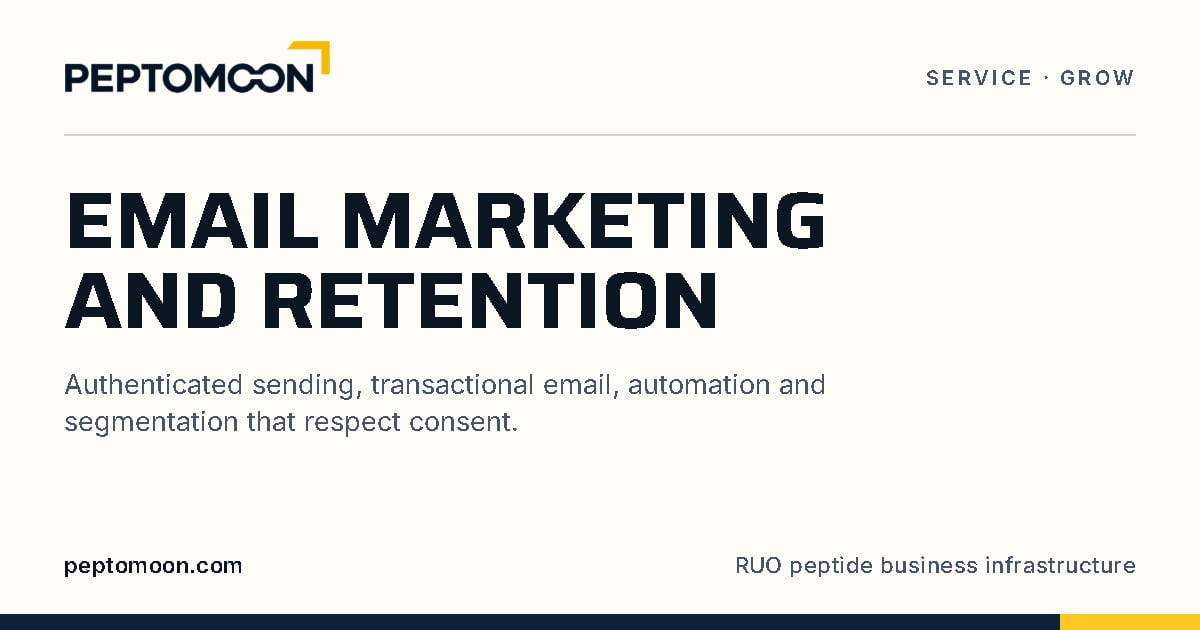 PEPTOMOON
SERVICE · GROW
EMAIL MARKETING
AND RETENTION
Authenticated sending, transactional email, automation and
segmentation that respect consent.
peptomoon.com
RUO peptide business infrastructure